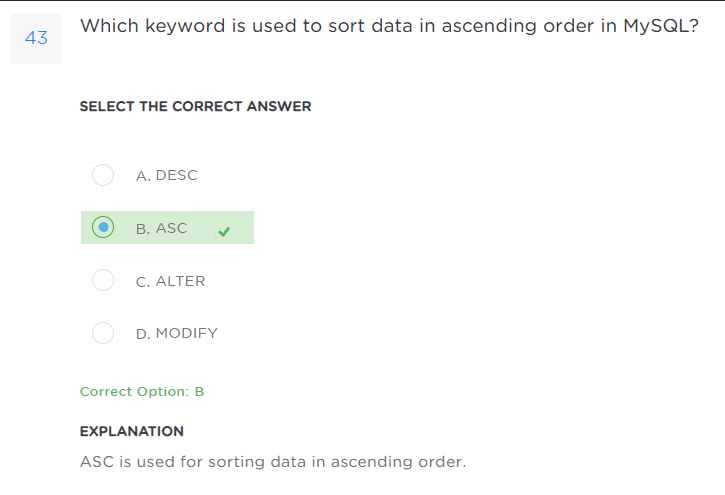 43
Which keyword is used to sort data in ascending order in MySQL?
SELECT THE CORRECT ANSWER
A. DESC
B. ASC
C. ALTER
D. MODIFY
Correct Option: B
EXPLANATION
ASC is used for sorting data in ascending order.